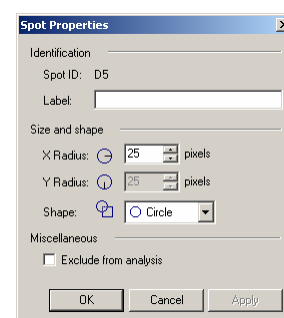 Spot Properties
Identification
Spot ID: D5
Label:
Size and shape
X Radius: 25 pixels
Y Radius: 25 pixels
Shape: Circle
Miscellaneous
Exclude from analysis
OK Cancel Apply